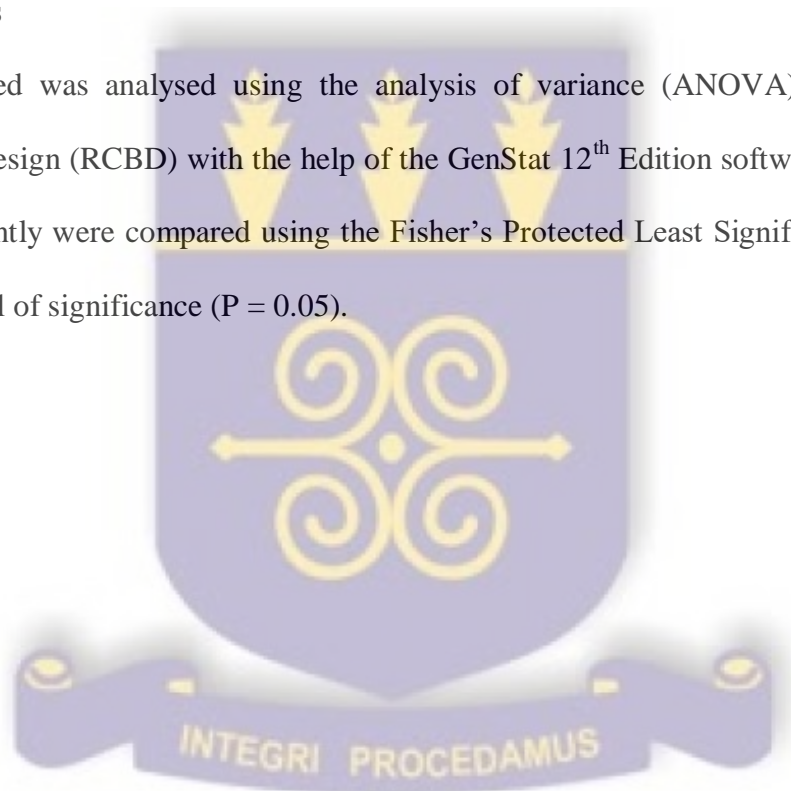 ed was analysed using the analysis of variance (ANOVA)
esign (RCBD) with the help of the GenStat 12th Edition softw
ntly were compared using the Fisher's Protected Least Signif
l of significance (P = 0.05).
INTEGRI PROCEDAMUS